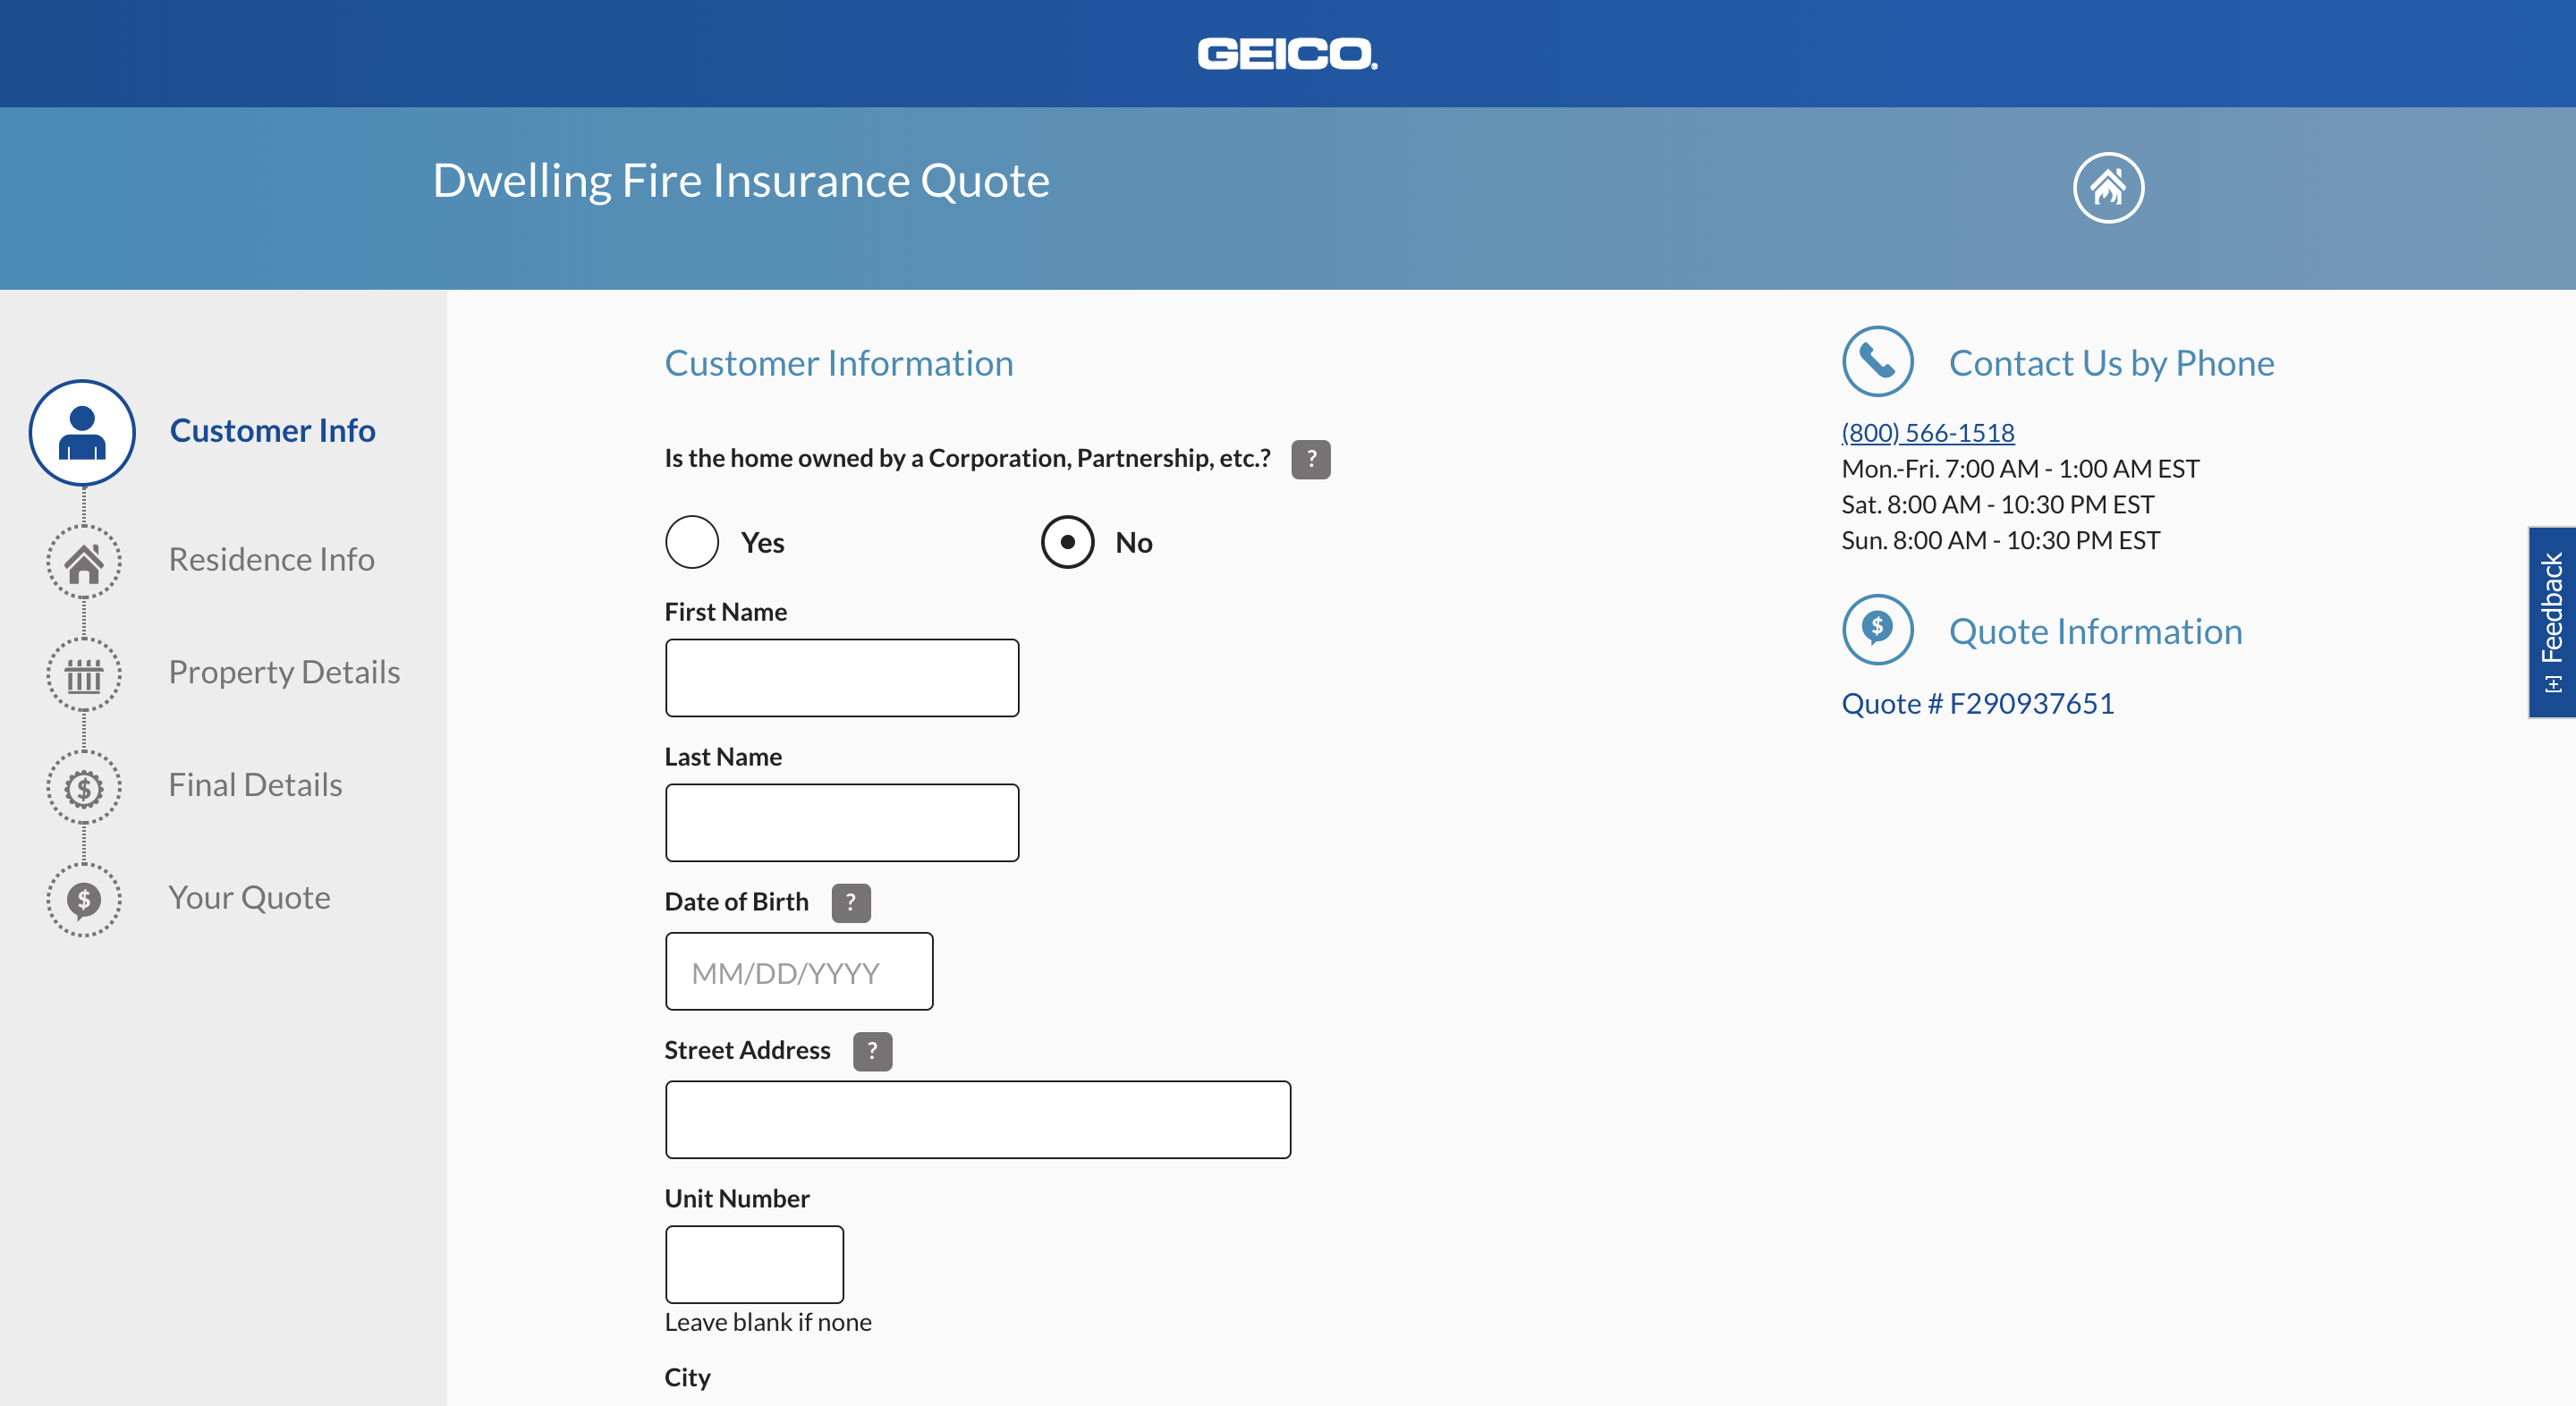 GEICO.
Dwelling Fire Insurance Quote
Customer Info
Residence Info
Property Details
Final Details
Your Quote
Customer Information
Is the home owned by a Corporation, Partnership, etc.? ?
Yes No
First Name
Last Name
Date of Birth ?
MM/DD/YYYY
Street Address ?
Unit Number
Leave blank if none
City
Contact Us by Phone
(800) 566-1518
Mon.-Fri. 7:00 AM - 1:00 AM EST
Sat. 8:00 AM - 10:30 PM EST
Sun. 8:00 AM - 10:30 PM EST
$ Quote Information
Quote # F290937651
[+] Feedback